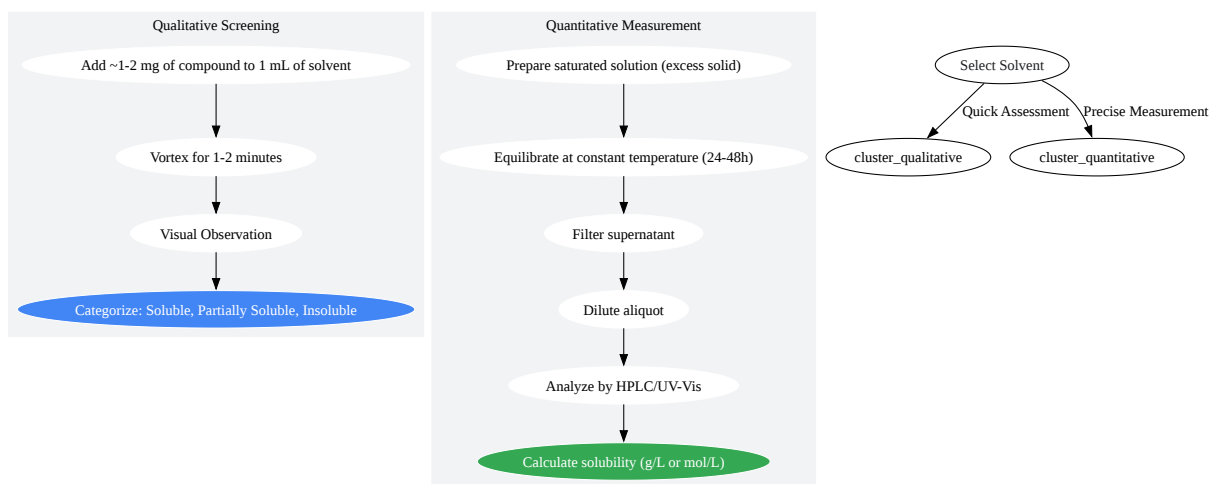 Qualitative Screening
Add ~1-2 mg of compound to 1 mL of solvent
Vortex for 1-2 minutes
Visual Observation
Categorize: Soluble, Partially Soluble, Insoluble
Quantitative Measurement
Prepare saturated solution (excess solid)
Equilibrate at constant temperature (24-48h)
Filter supernatant
Dilute aliquot
Analyze by HPLC/UV-Vis
Calculate solubility (g/L or mol/L)
Select Solvent
Quick Assessment
Precise Measurement
cluster_qualitative
cluster_quantitative